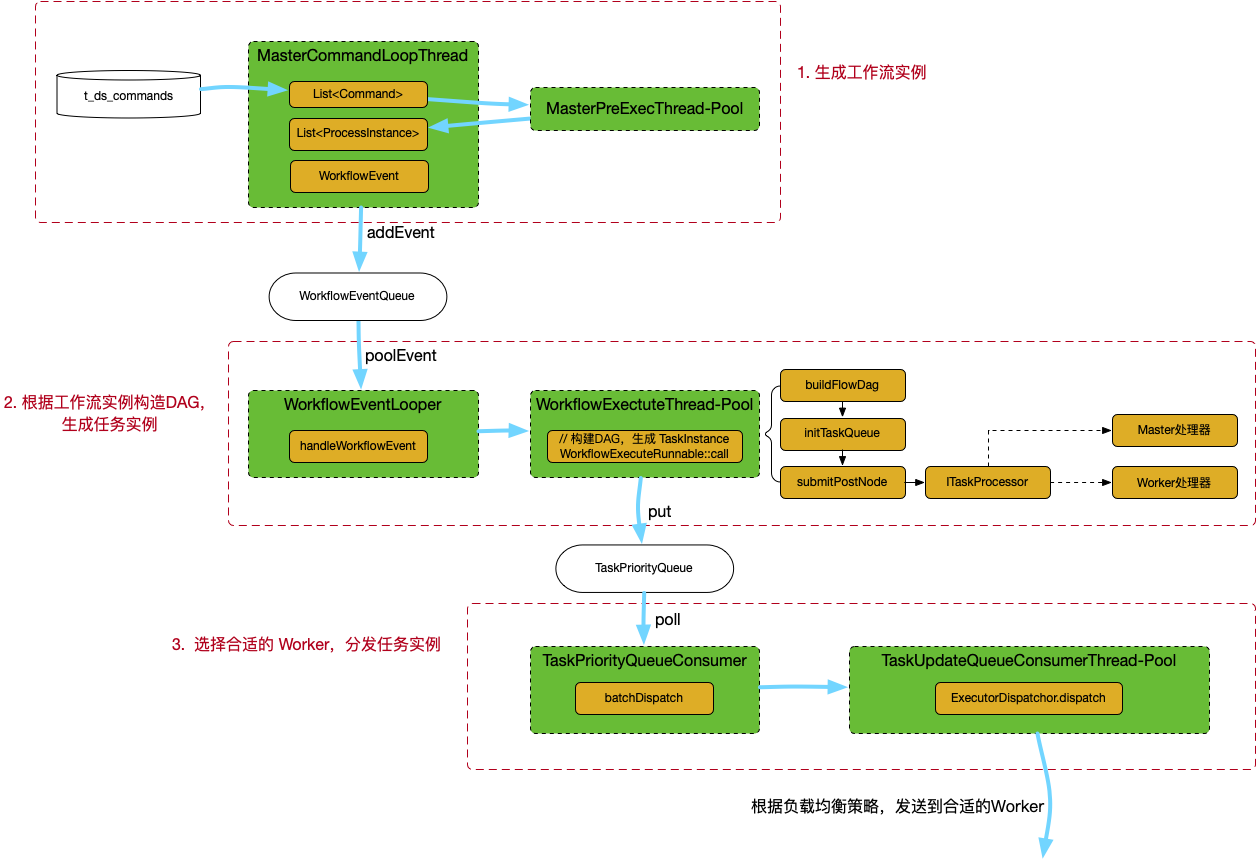 MasterCommandLoopThread
t_ds_commands
List<Command>
MasterPreExecThread-Pool
List<ProcessInstance>
WorkflowEvent
1. 生成工作流实例
addEvent
WorkflowEventQueue
poolEvent
2. 根据工作流实例构造DAG，
生成任务实例
WorkflowEventLooper
handleWorkflowEvent
WorkflowExectuteThread-Pool
// 构建DAG，生成 TaskInstance
WorkflowExecuteRunnable::call
buildFlowDag
initTaskQueue
submitPostNode
ITaskProcessor
Master处理器
Worker处理器
put
TaskPriorityQueue
poll
3. 选择合适的 Worker，分发任务实例
TaskPriorityQueueConsumer
batchDispatch
TaskUpdateQueueConsumerThread-Pool
ExecutorDispatchor.dispatch
根据负载均衡策略，发送到合适的Worker